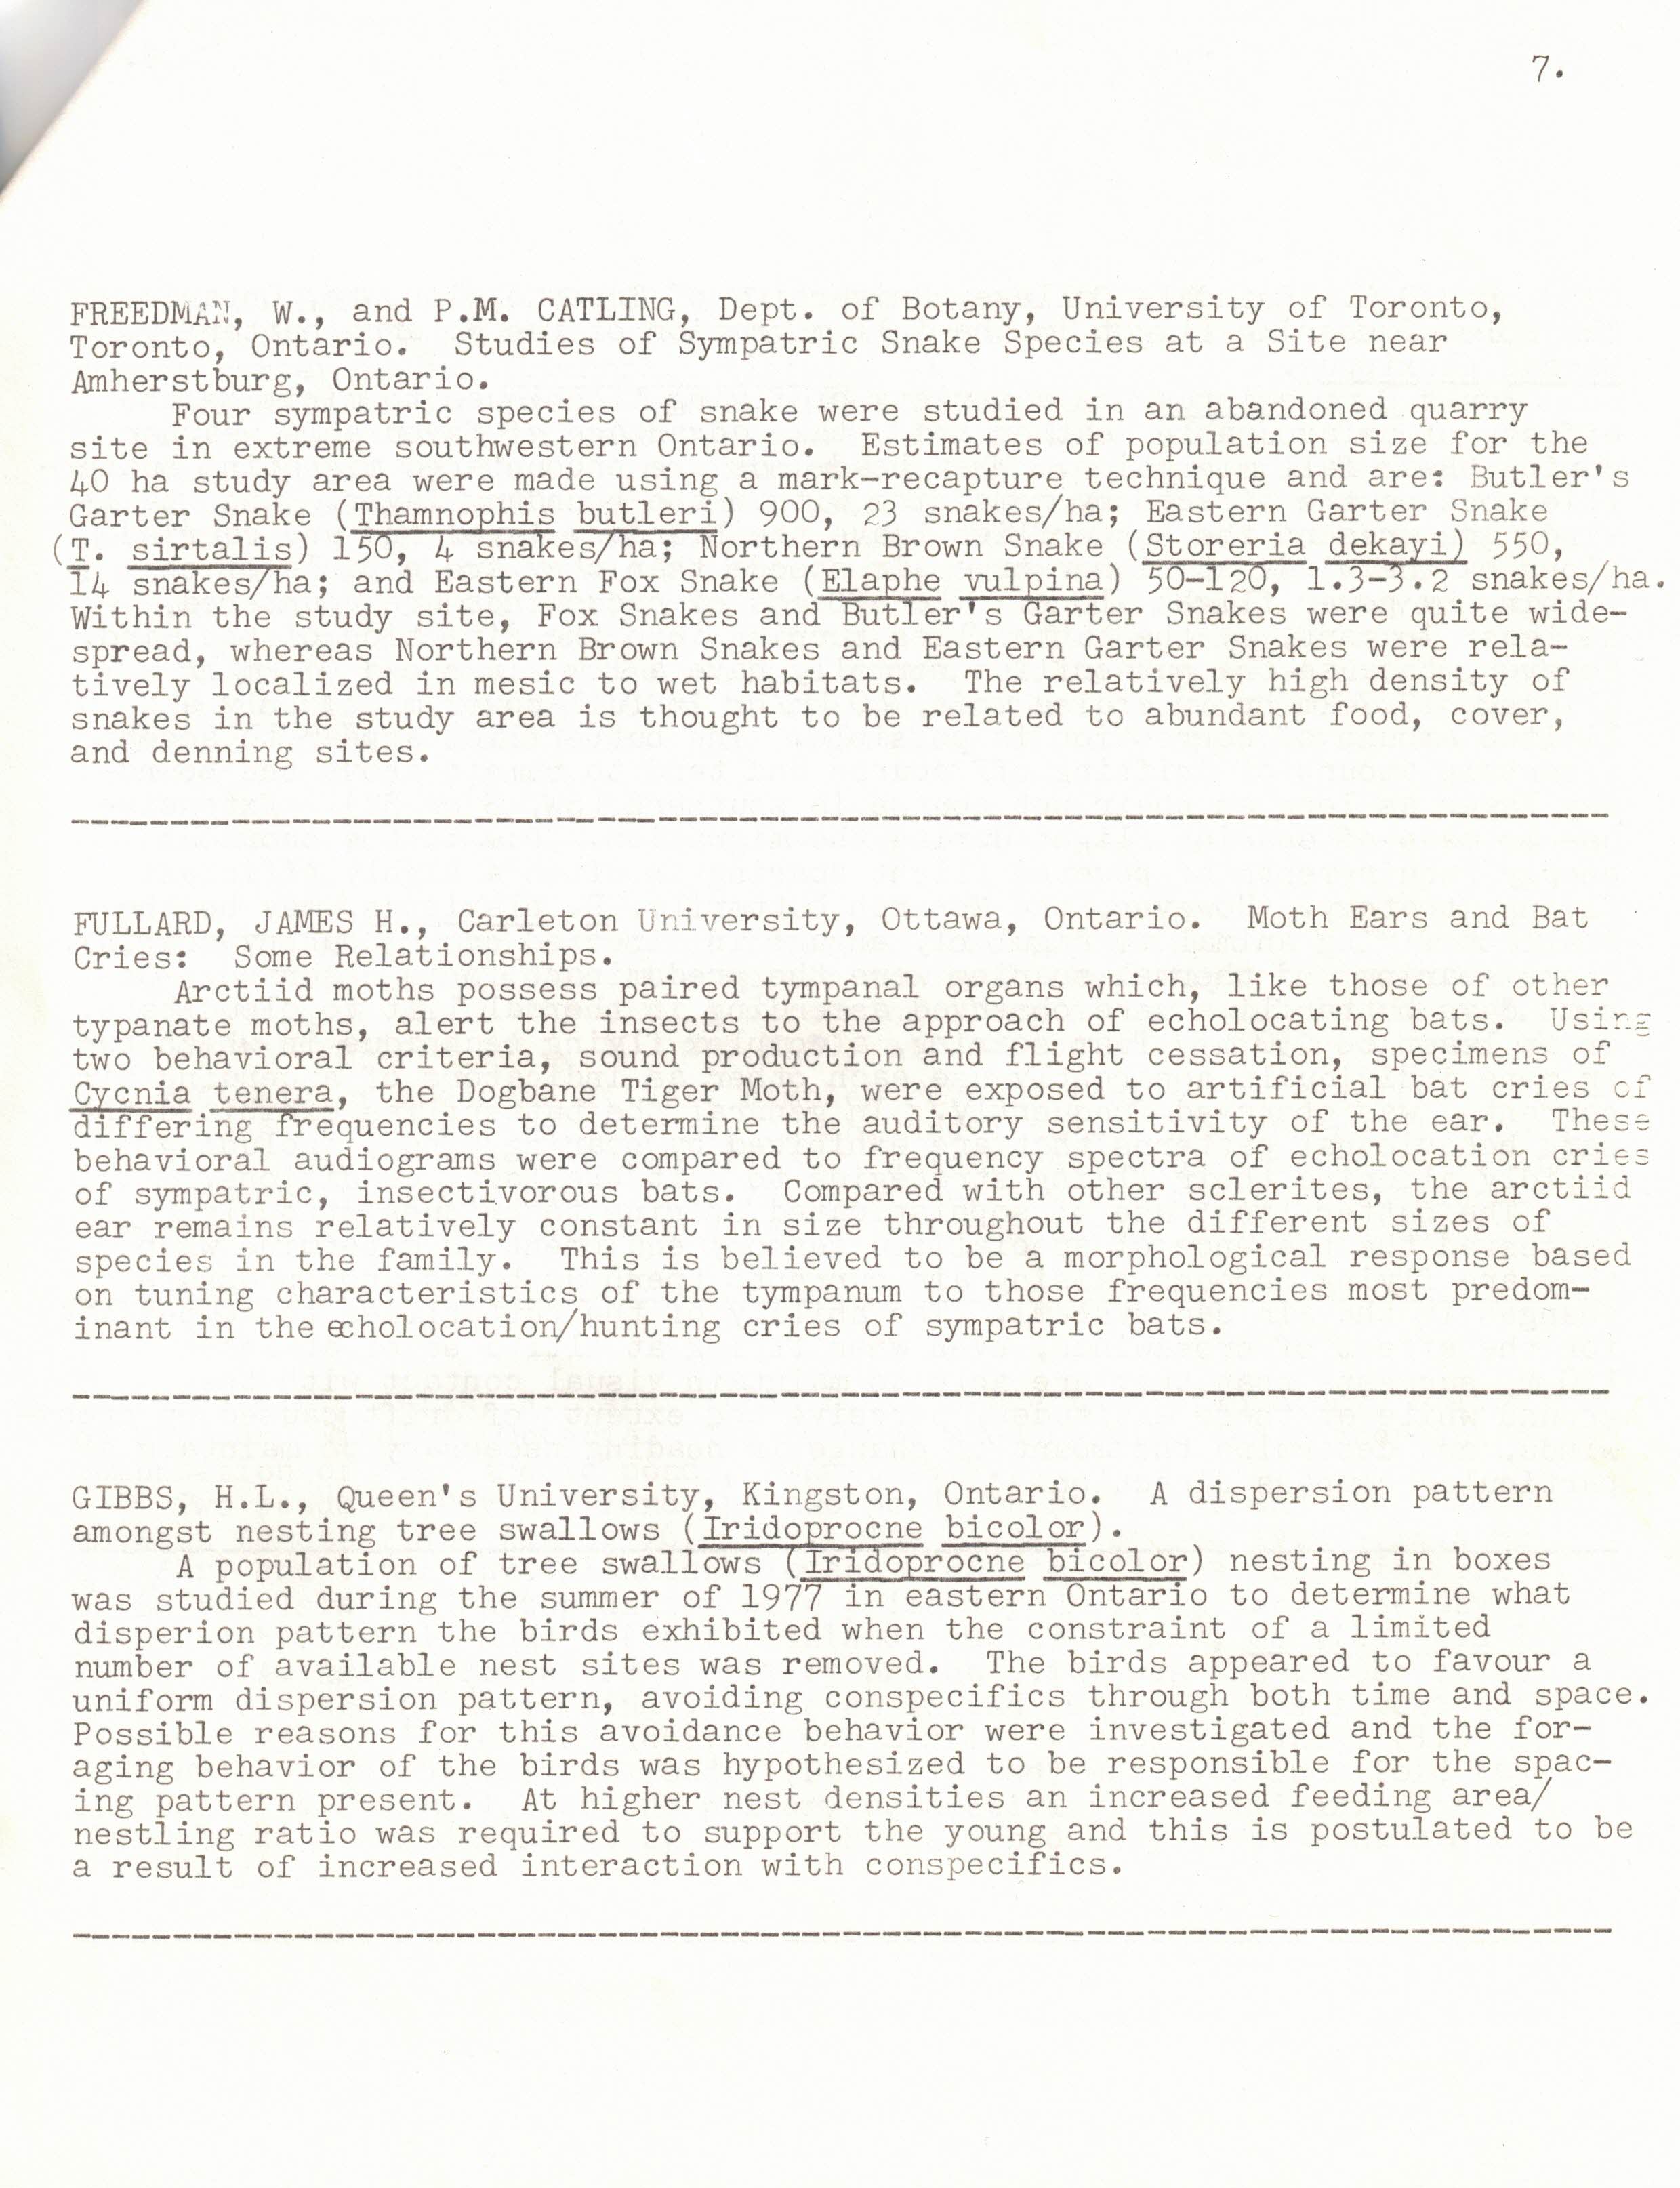 7.
FREEDMAN, W., and P.M. CATLING, Dept. of Botany, University of Toronto,
Toronto, Ontario. Studies of Sympatric Snake Species at a Site near
Amherstburg, Ontario.
Four sympatric species of snake were studied in an abandoned quarry
site in extreme southwestern Ontario. Estimates of population size for the
40 ha study area were made using a mark-recapture technique and are: Butler's
Garter Snake (Thamnophis butleri) 900, 23 snakes/ha; Eastern Garter Snake
(T. sirtalis) 150, 4 snakes/ha; Northern Brown Snake (Storeria dekayi) 550,
14 snakes/ha; and Eastern Fox Snake (Elaphe vulpina) 50-120, 1.3-3.2 snakes/ha.
Within the study site, Fox Snakes and Butler's Garter Snakes were quite wide-
spread, whereas Northern Brown Snakes and Eastern Garter Snakes were rela-
tively localized in mesic to wet habitats. The relatively high density of
snakes in the study area is thought to be related to abundant food, cover,
and denning sites.
FULLARD, JAMES H., Carleton University, Ottawa, Ontario. Moth Ears and Bat
Cries: Some Relationships.
Arctiid moths possess paired tympanal organs which, like those of other
typanate moths, alert the insects to the approach of echolocating bats. Using
two behavioral criteria, sound production and flight cessation, specimens of
Cycnia tenera, the Dogbane Tiger Moth, were exposed to artificial bat cries of
differing frequencies to determine the auditory sensitivity of the ear. These
behavioral audiograms were compared to frequency spectra of echolocation cries
of sympatric, insectivorous bats. Compared with other sclerites, the arctiid
ear remains relatively constant in size throughout the different sizes of
species in the family. This is believed to be a morphological response based
on tuning characteristics of the tympanum to those frequencies most predom-
inant in the echolocation/hunting cries of sympatric bats.
GIBBS, H.L., Queen's University, Kingston, Ontario. A dispersion pattern
amongst nesting tree swallows (Iridoprocne bicolor).
A population of tree swallows (Iridoprocne bicolor) nesting in boxes
was studied during the summer of 1977 in eastern Ontario to determine what
disperion pattern the birds exhibited when the constraint of a limited
number of available nest sites was removed. The birds appeared to favour a
uniform dispersion pattern, avoiding conspecifics through both time and space.
Possible reasons for this avoidance behavior were investigated and the for-
aging behavior of the birds was hypothesized to be responsible for the spac-
ing pattern present. At higher nest densities an increased feeding area/
nestling ratio was required to support the young and this is postulated to be
a result of increased interaction with conspecifics.